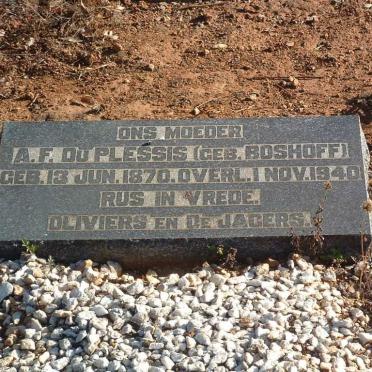 ONS MOEDER
A.F. DU PLESSIS (GEB. BOSHOFF)
GEB. 13 JUN. 1870. OVERL. 1 NOV. 1940.
RUS IN VREDE.
OLIVIERS EN DE JAGERS.